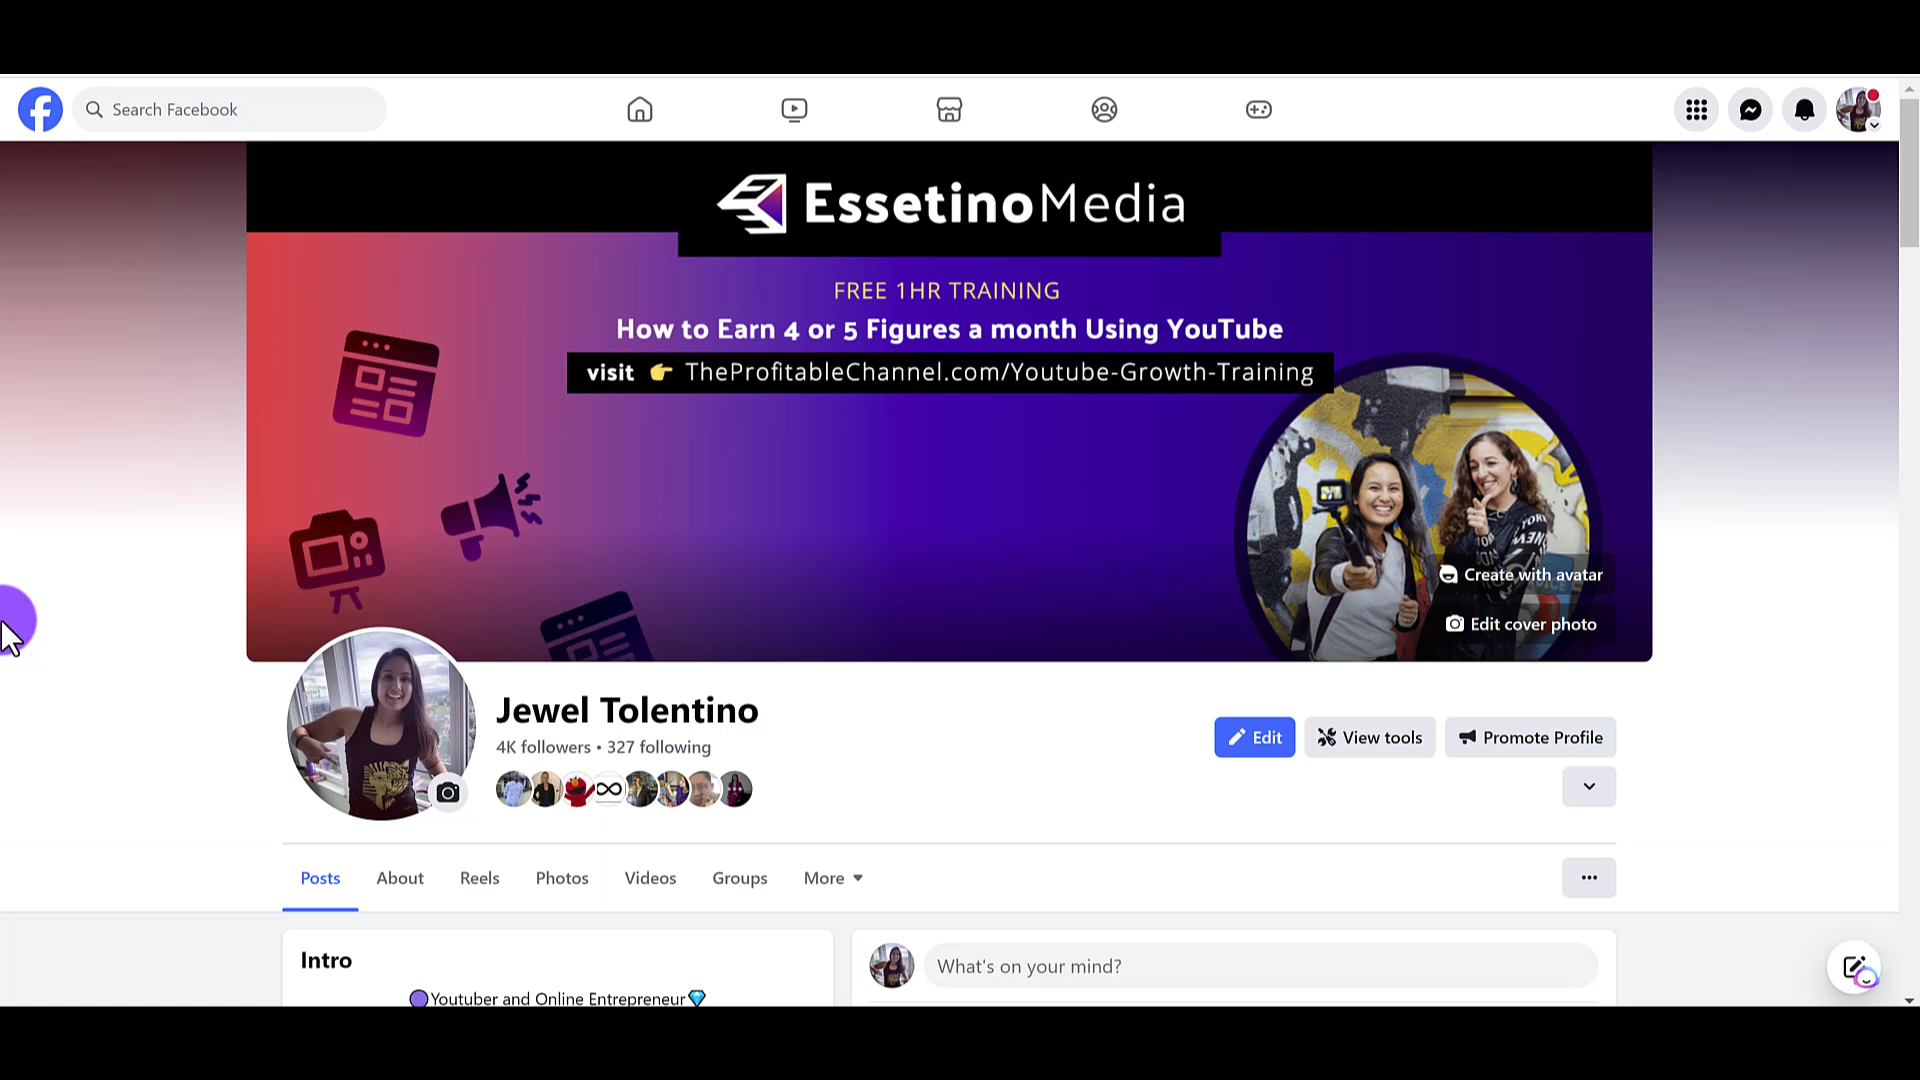 Search Facebook
EssetinoMedia
FREE 1HR TRAINING
How to Earn 4 or 5 Figures a month Using YouTube
visit 👉 TheProfitableChannel.com/Youtube-Growth-Training
Create with avatar
Edit cover photo
Jewel Tolentino
4K followers • 327 following
Edit
View tools
Promote Profile
Posts
About
Reels
Photos
Videos
Groups
More
Intro
What's on your mind?
🟣Youtuber and Online Entrepreneur💎